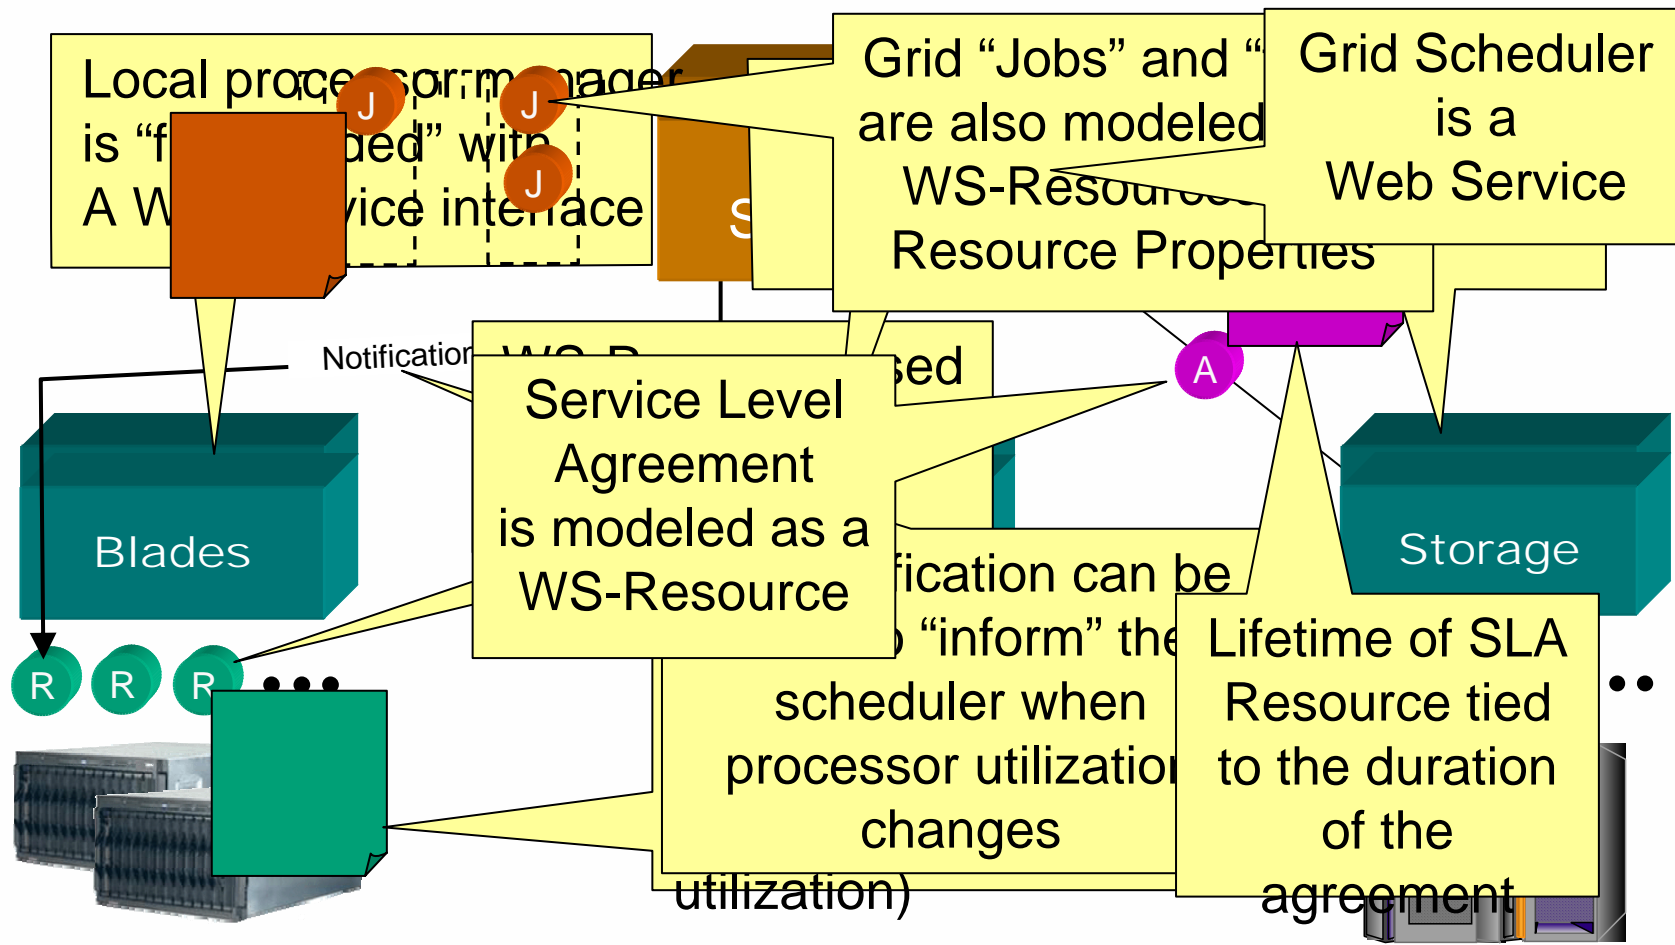 Local processor manager
is ded” with
A W vice interface
J
J
J
S
Grid “Jobs” and
are also modeled
WS-Resources
Resource Properties
Grid Scheduler
is a
Web Service
Notification
sed
A
Service Level
Agreement
is modeled as a
WS-Resource
Blades
Storage
fication can be
“inform” the
scheduler when
processor utilization
changes
utilization)
Lifetime of SLA
Resource tied
to the duration
of the
agreement
R
R
R